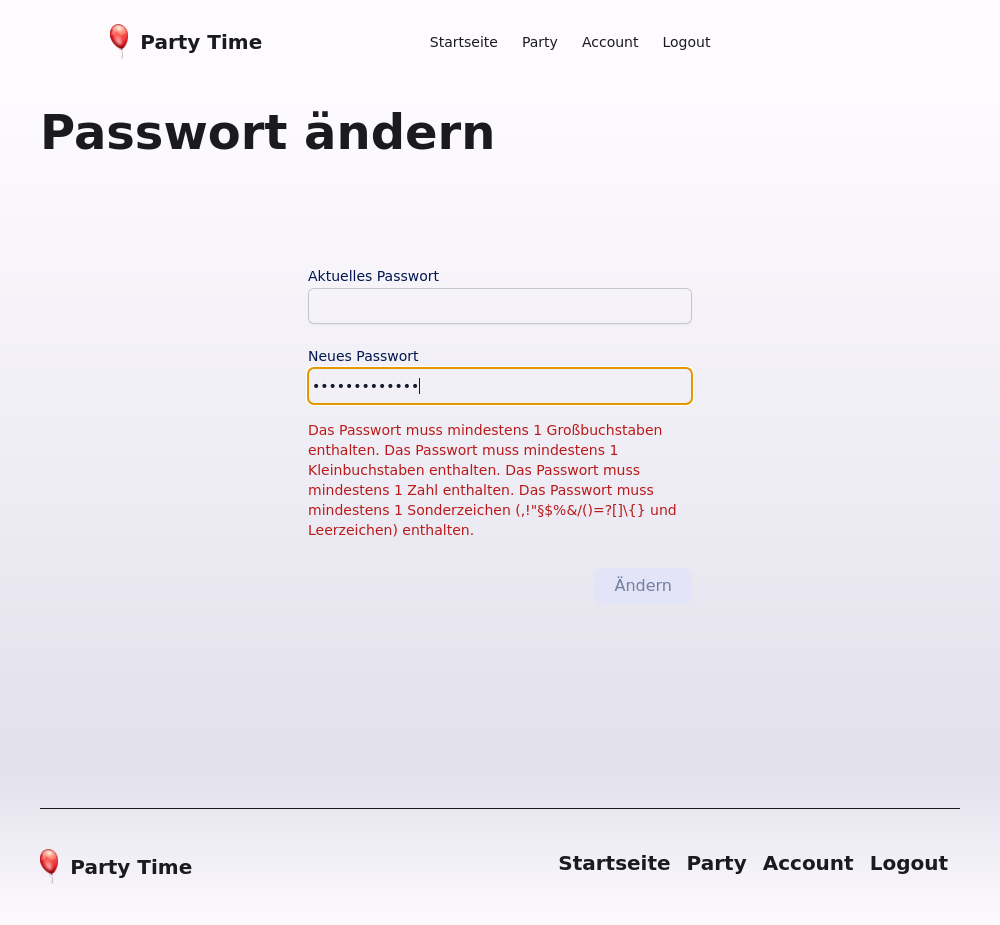 Party Time
Startseite Party Account Logout
Passwort ändern
Aktuelles Passwort
Neues Passwort
•••••••••••••
Das Passwort muss mindestens 1 Großbuchstaben
enthalten. Das Passwort muss mindestens 1
Kleinbuchstaben enthalten. Das Passwort muss
mindestens 1 Zahl enthalten. Das Passwort muss
mindestens 1 Sonderzeichen (,!"§$%&/()=?[]\{} und
Leerzeichen) enthalten.
Ändern
Party Time
Startseite Party Account Logout